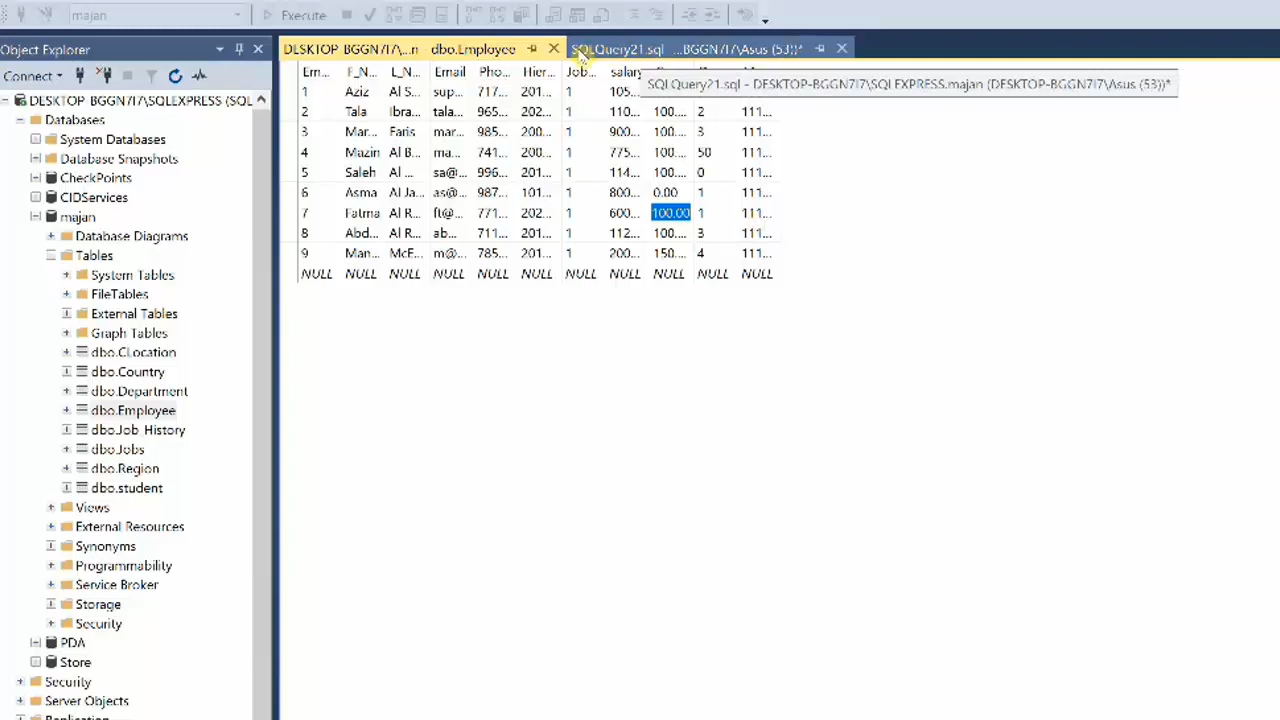 majan Execute
Object Explorer
Connect
DESKTOP-BGGN7I7\SQLEXPRESS (SQL
Databases
System Databases
Database Snapshots
CheckPoints
CIDServices
majan
Database Diagrams
Tables
System Tables
FileTables
External Tables
Graph Tables
dbo.CLocation
dbo.Country
dbo.Department
dbo.Employee
dbo.Job_History
dbo.Jobs
dbo.Region
dbo.student
Views
External Resources
Synonyms
Programmability
Service Broker
Storage
Security
PDA
Store
Security
Server Objects
Replication
DESKTOP-BGGN7I7\...n - dbo.Employee SQLQuery21.sql ...BGGN7I7\Asus (53))*
SQLQuery21.sql - DESKTOP-BGGN7I7\SQLEXPRESS.majan (DESKTOP-BGGN7I7\Asus (53))*
Em... F_N... L_N... Email Pho... Hier... Job... salary
1 Aziz Al S... sup... 717... 201... 1 105...
2 Tala Ibra... tala... 965... 202... 1 110... 100.... 2 111...
3 Mar... Faris mar... 985... 200... 1 900... 100.... 3 111...
4 Mazin Al B... ma... 741... 200... 1 775... 100.... 50 111...
5 Saleh Al ... sa@... 996... 201... 1 114... 100.... 0 111...
6 Asma Al Ja... as@... 987... 101... 1 800... 0.00 1 111...
7 Fatma Al R... ft@... 771... 202... 1 600... 100.00 1 111...
8 Abd... Al R... ab... 711... 201... 1 112... 100.... 3 111...
9 Man... McE... m@... 785... 201... 1 200... 150.... 4 111...
NULL NULL NULL NULL NULL NULL NULL NULL NULL NULL NULL